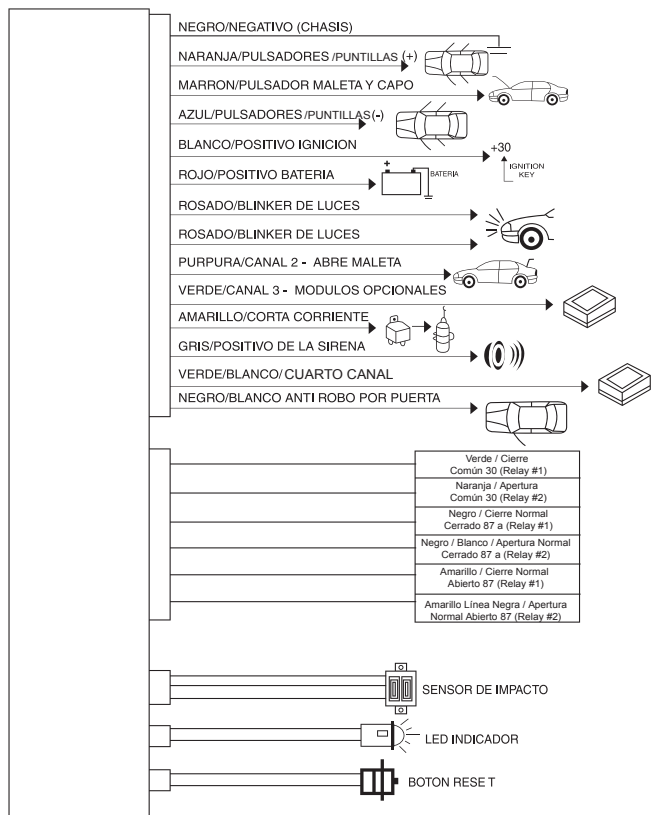 NEGRO/NEGATIVO (CHASIS)
NARANJA/PULSADORES /PUNTILLAS (+)
MARRON/PULSADOR MALETA Y CAPO
AZUL/PULSADORES /PUNTILLAS(-)
BLANCO/POSITIVO IGNICION
+30
IGNITION
KEY
ROJO/POSITIVO BATERIA
+
BATERIA
ROSADO/BLINKER DE LUCES
ROSADO/BLINKER DE LUCES
PURPURA/CANAL 2 - ABRE MALETA
VERDE/CANAL 3 - MODULOS OPCIONALES
AMARILLO/CORTA CORRIENTE
GRIS/POSITIVO DE LA SIRENA
VERDE/BLANCO/CUARTO CANAL
NEGRO/BLANCO ANTI ROBO POR PUERTA
Verde / Cierre
Común 30 (Relay #1)
Naranja / Apertura
Común 30 (Relay #2)
Negro / Cierre Normal
Cerrado 87 a (Relay #1)
Negro / Blanco / Apertura Normal
Cerrado 87 a (Relay #2)
Amarillo / Cierre Normal
Abierto 87 (Relay #1)
Amarillo Línea Negra / Apertura
Normal Abierto 87 (Relay #2)
SENSOR DE IMPACTO
LED INDICADOR
BOTON RESE T